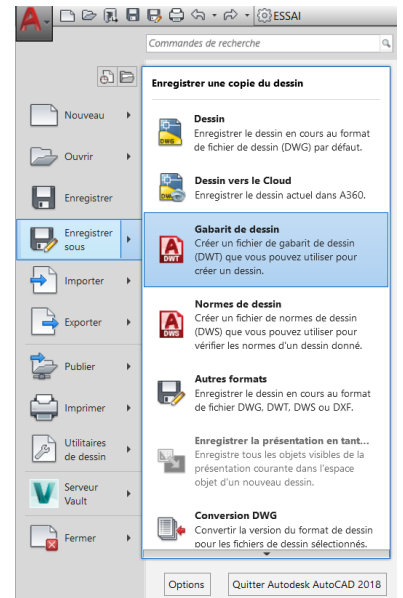 ESSAI
Commandes de recherche
Enregistrer une copie du dessin
Nouveau
Ouvrir
Enregistrer
Enregistrer
sous
Importer
Exporter
Publier
Imprimer
Utilitaires
de dessin
Serveur
Vault
Fermer
DWG
Dessin
Enregistrer le dessin en cours au format
de fichier de dessin (DWG) par défaut.
DWG
Dessin vers le Cloud
Enregistrer le dessin actuel dans A360.
DWT
Gabarit de dessin
Créer un fichier de gabarit de dessin
(DWT) que vous pouvez utiliser pour
créer un dessin.
DWS
Normes de dessin
Créer un fichier de normes de dessin
(DWS) que vous pouvez utiliser pour
vérifier les normes d'un dessin donné.
Autres formats
Enregistrer le dessin en cours au format
de fichier DWG, DWT, DWS ou DXF.
Enregistrer la présentation en tant...
Enregistre tous les objets visibles de la
présentation courante dans l'espace
objet d'un nouveau dessin.
Conversion DWG
Convertir la version du format de dessin
pour les fichiers de dessin sélectionnés.
Options
Quitter Autodesk AutoCAD 2018